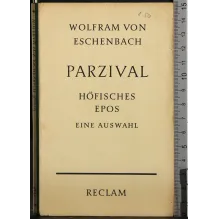 WOLFRAM VON
ESCHENBACH
PARZIVAL
HÖFISCHES
EPOS
EINE AUSWAHL
RECLAM